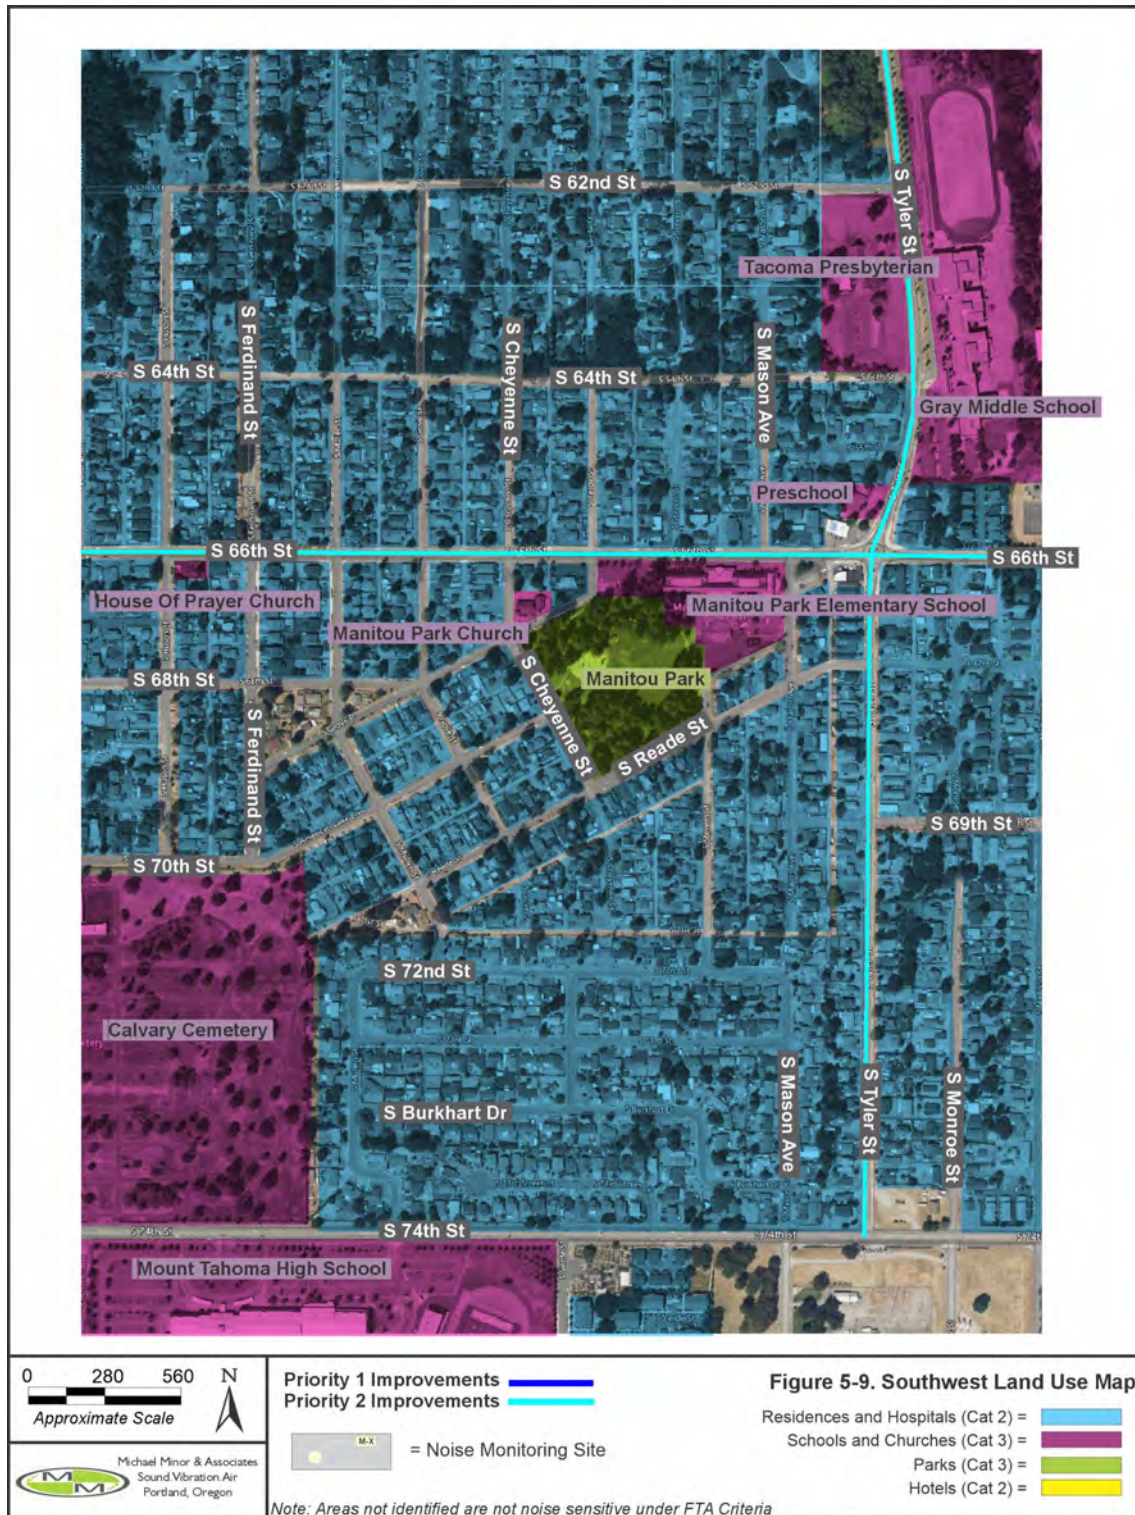 S 62nd St
S Tyler St
Tacoma Presbyterian
S Ferdinand St
S Cheyenne St
S Mason Ave
S 64th St
S 64th St
Gray Middle School
Preschool
S 66th St
S 66th St
House Of Prayer Church
Manitou Park Elementary School
Manitou Park Church
S 68th St
Manitou Park
S Cheyenne St
S Reade St
S Ferdinand St
S 69th St
S 70th St
S 72nd St
Calvary Cemetery
S Mason Ave
S Tyler St
S Monroe St
S Burkhart Dr
S 74th St
S 74th St
S 74th St
Mount Tahoma High School
0 280 560 N
Approximate Scale
Michael Minor & Associates
Sound.Vibration.Air
Portland, Oregon
MM
Priority 1 Improvements
Priority 2 Improvements
M-X
= Noise Monitoring Site
Note: Areas not identified are not noise sensitive under FTA Criteria
Figure 5-9. Southwest Land Use Map
Residences and Hospitals (Cat 2) =
Schools and Churches (Cat 3) =
Parks (Cat 3) =
Hotels (Cat 2) =